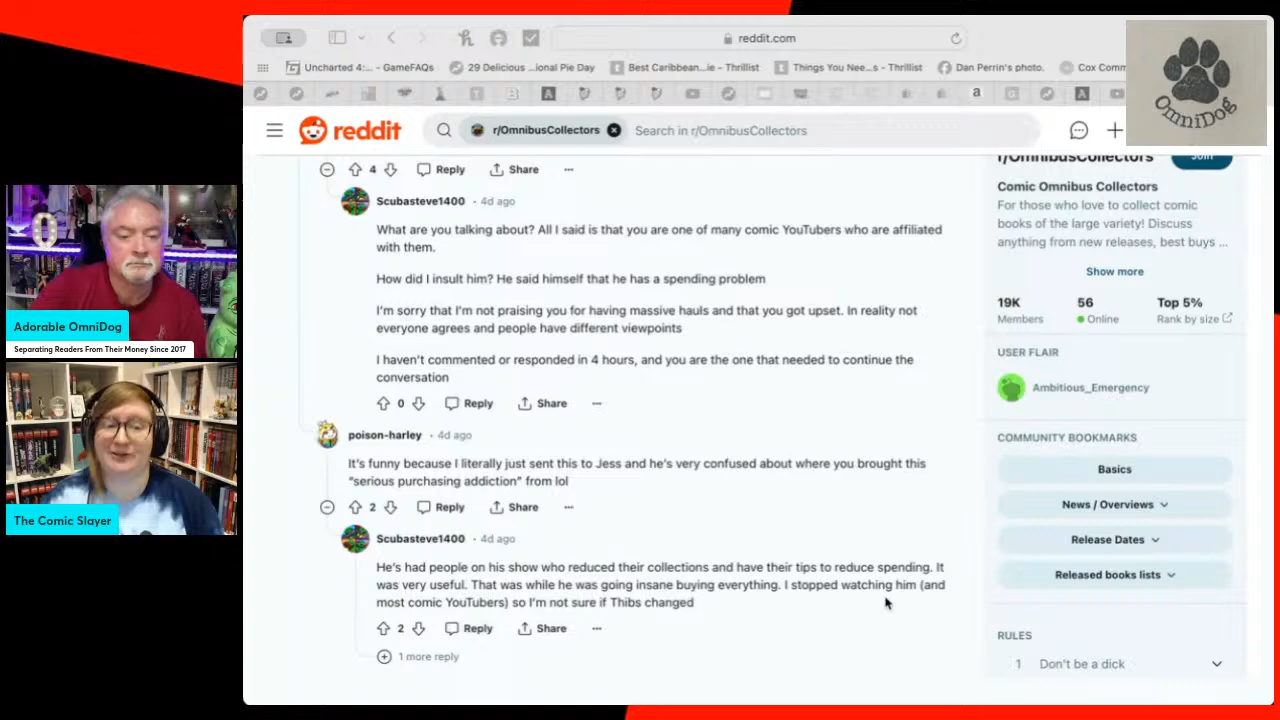 reddit.com
Uncharted 4:... – GameFAQs
29 Delicious ...ional Pie Day
Best Caribbean...ie – Thrillist
Things You Nee...s – Thrillist
Dan Perrin's photo.
Cox Comm
OmniDog
reddit
r/OmnibusCollectors
Search in r/OmnibusCollectors
4
Reply
Share
Scubasteve1400 • 4d ago
What are you talking about? All I said is that you are one of many comic YouTubers who are affiliated
with them.
How did I insult him? He said himself that he has a spending problem
I'm sorry that I'm not praising you for having massive hauls and that you got upset. In reality not
everyone agrees and people have different viewpoints
I haven't commented or responded in 4 hours, and you are the one that needed to continue the
conversation
0
Reply
Share
poison-harley • 4d ago
It's funny because I literally just sent this to Jess and he's very confused about where you brought this
"serious purchasing addiction" from lol
2
Reply
Share
Scubasteve1400 • 4d ago
He's had people on his show who reduced their collections and have their tips to reduce spending. It
was very useful. That was while he was going insane buying everything. I stopped watching him (and
most comic YouTubers) so I'm not sure if Thibs changed
2
Reply
Share
1 more reply
r/OmnibusCollectors
Join
Comic Omnibus Collectors
For those who love to collect comic
books of the large variety! Discuss
anything from new releases, best buys ...
Show more
19K
Members
56
Online
Top 5%
Rank by size
USER FLAIR
Ambitious_Emergency
COMMUNITY BOOKMARKS
Basics
News / Overviews
Release Dates
Released books lists
RULES
1 Don't be a dick
Adorable OmniDog
Separating Readers From Their Money Since 2017
The Comic Slayer